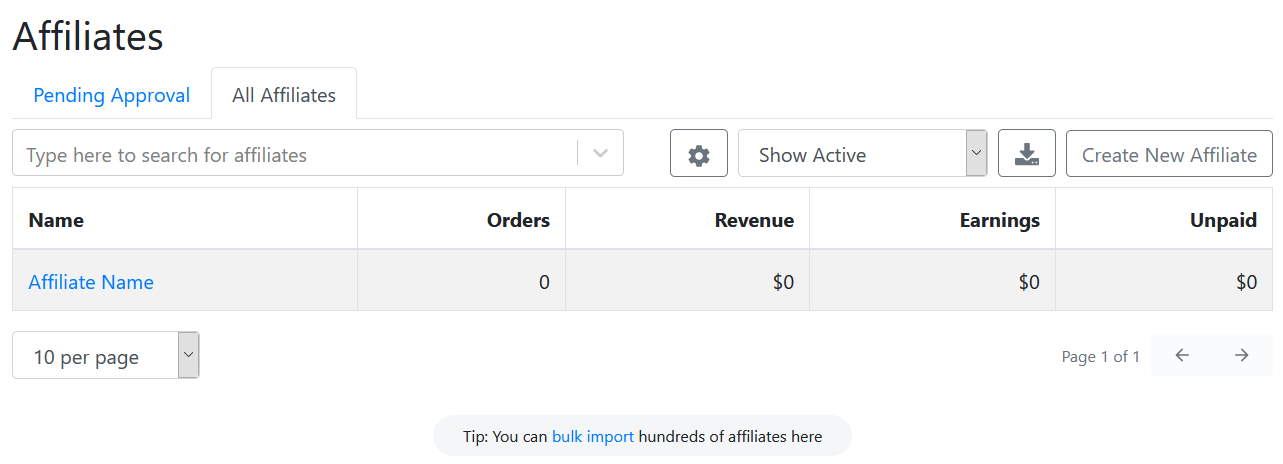 Affiliates
Pending Approval All Affiliates
Type here to search for affiliates Show Active Create New Affiliate
Name Orders Revenue Earnings Unpaid
Affiliate Name 0 $0 $0 $0
10 per page Page 1 of 1
Tip: You can bulk import hundreds of affiliates here